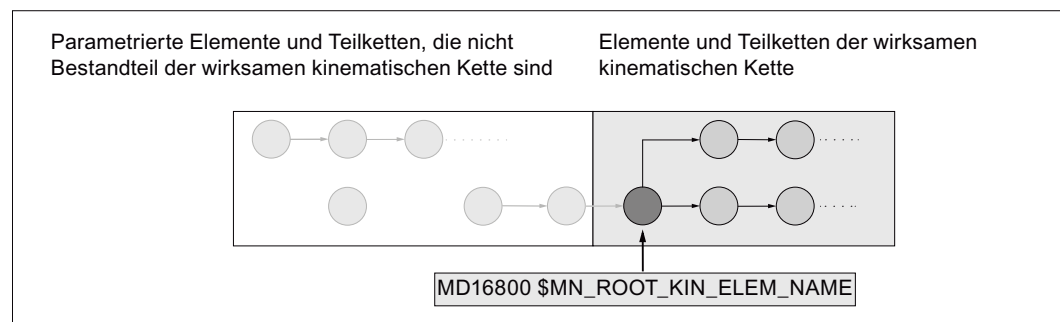 Parametrierte Elemente und Teilketten, die nicht
Bestandteil der wirksamen kinematischen Kette sind
Elemente und Teilketten der wirksamen
kinematischen Kette
MD16800 $MN_ROOT_KIN_ELEM_NAME